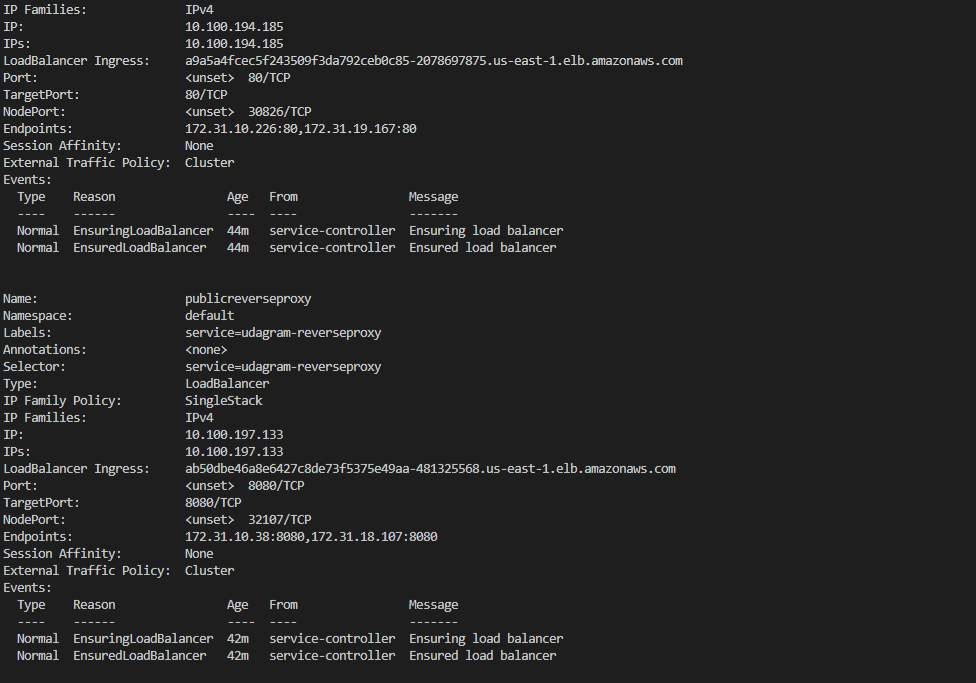 IP Families: IPv4
IP: 10.100.194.185
IPs: 10.100.194.185
LoadBalancer Ingress: a9a5a4fcec5f243509f3da792ceb0c85-2078697875.us-east-1.elb.amazonaws.com
Port: <unset> 80/TCP
TargetPort: 80/TCP
NodePort: <unset> 30826/TCP
Endpoints: 172.31.10.226:80,172.31.19.167:80
Session Affinity: None
External Traffic Policy: Cluster
Events:
Type Reason Age From Message
---- ------ ---- ---- -------
Normal EnsuringLoadBalancer 44m service-controller Ensuring load balancer
Normal EnsuredLoadBalancer 44m service-controller Ensured load balancer
Name: publicreverseproxy
Namespace: default
Labels: service=udagram-reverseproxy
Annotations: <none>
Selector: service=udagram-reverseproxy
Type: LoadBalancer
IP Family Policy: SingleStack
IP Families: IPv4
IP: 10.100.197.133
IPs: 10.100.197.133
LoadBalancer Ingress: ab50dbe46a8e6427c8de73f5375e49aa-481325568.us-east-1.elb.amazonaws.com
Port: <unset> 8080/TCP
TargetPort: 8080/TCP
NodePort: <unset> 32107/TCP
Endpoints: 172.31.10.38:8080,172.31.18.107:8080
Session Affinity: None
External Traffic Policy: Cluster
Events:
Type Reason Age From Message
---- ------ ---- ---- -------
Normal EnsuringLoadBalancer 42m service-controller Ensuring load balancer
Normal EnsuredLoadBalancer 42m service-controller Ensured load balancer